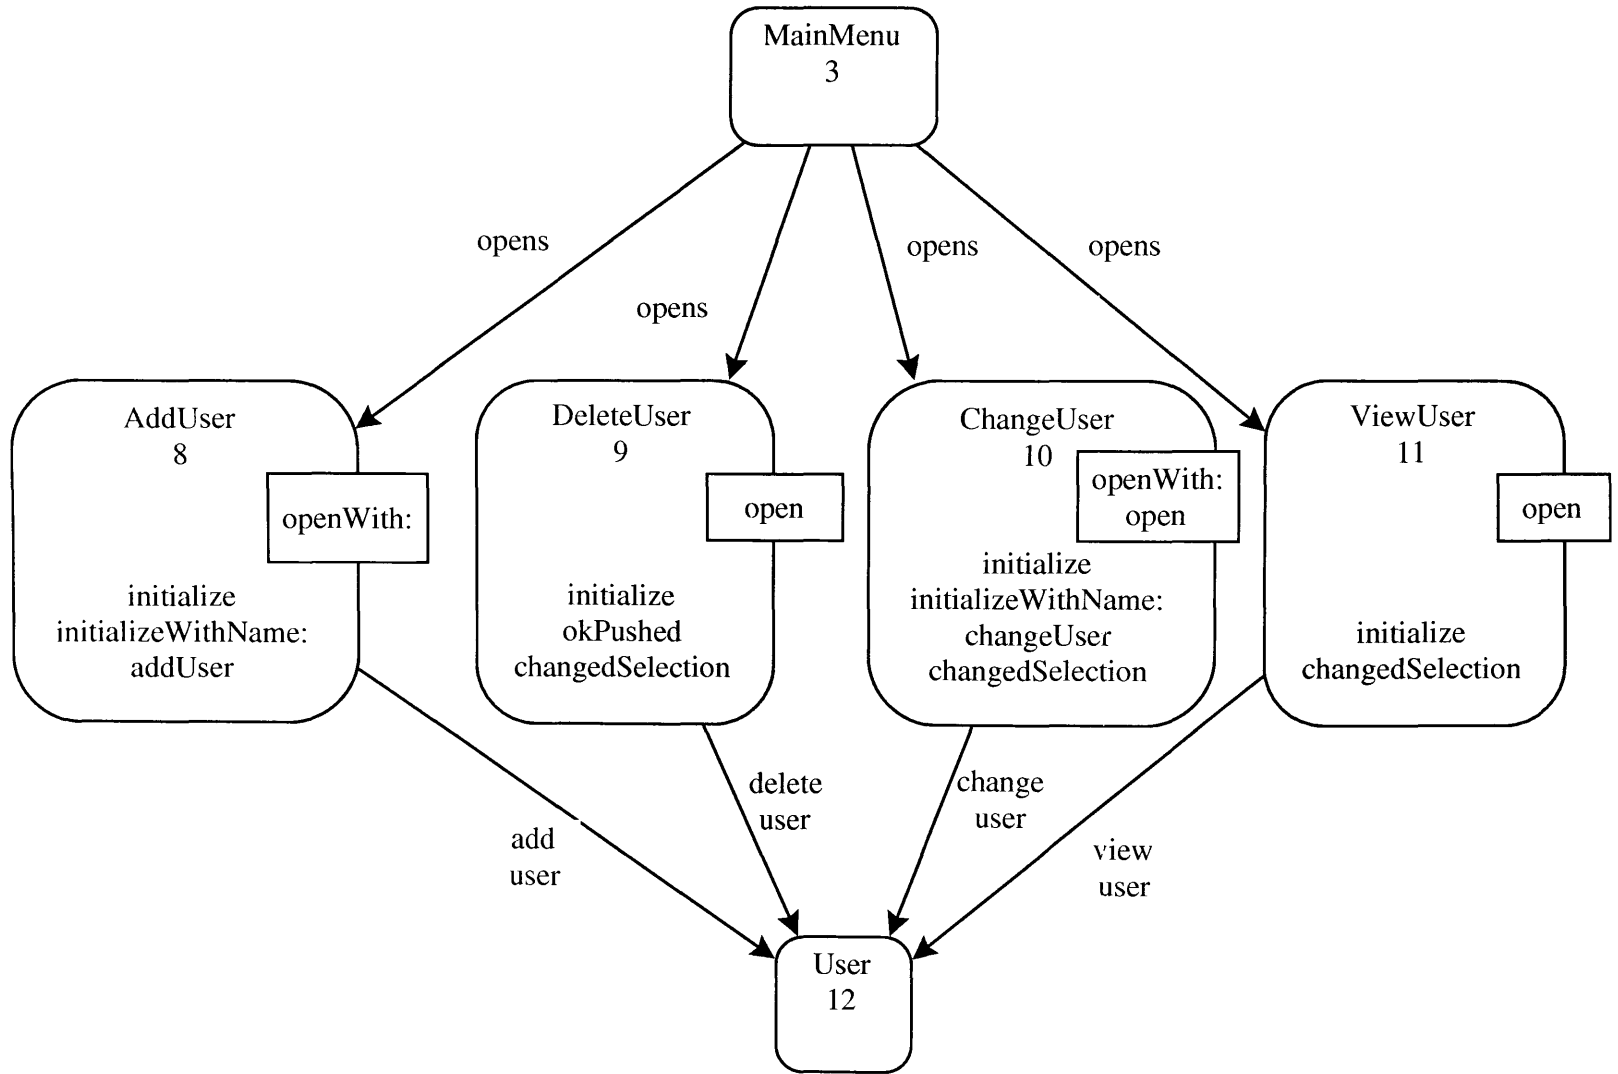 MainMenu
3
opens
opens
opens
opens
AddUser
8
openWith:
initialize
initializeWithName:
addUser
DeleteUser
9
open
initialize
okPushed
changedSelection
ChangeUser
10
openWith:
open
initialize
initializeWithName:
changeUser
changedSelection
ViewUser
11
open
initialize
changedSelection
add
user
delete
user
change
user
view
user
User
12